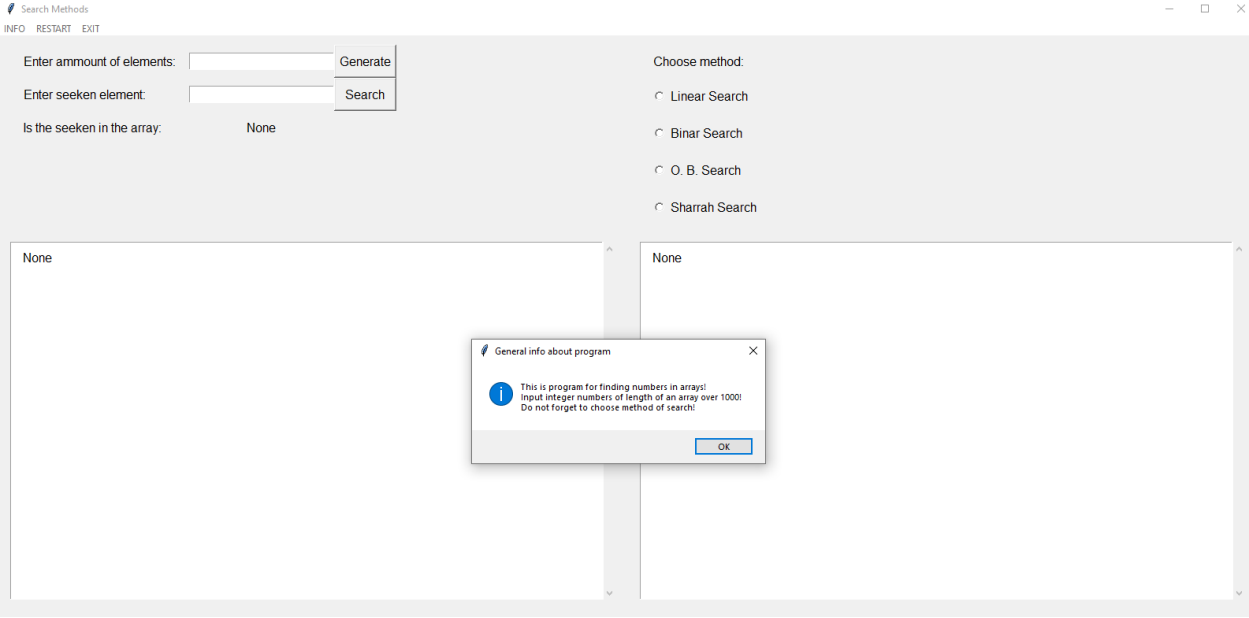 Search Methods
INFO RESTART EXIT
Enter ammount of elements:
Generate
Enter seeken element:
Search
Is the seeken in the array:
None
Choose method:
Linear Search
Binar Search
O. B. Search
Sharrah Search
None
None
General info about program
This is program for finding numbers in arrays!
Input integer numbers of length of an array over 1000!
Do not forget to choose method of search!
OK